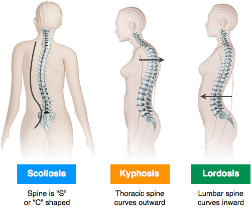 Scoliosis
Spine is "S"
or "C" shaped
Kyphosis
Thoracic spine
curves outward
Lordosis
Lumbar spine
curves inward